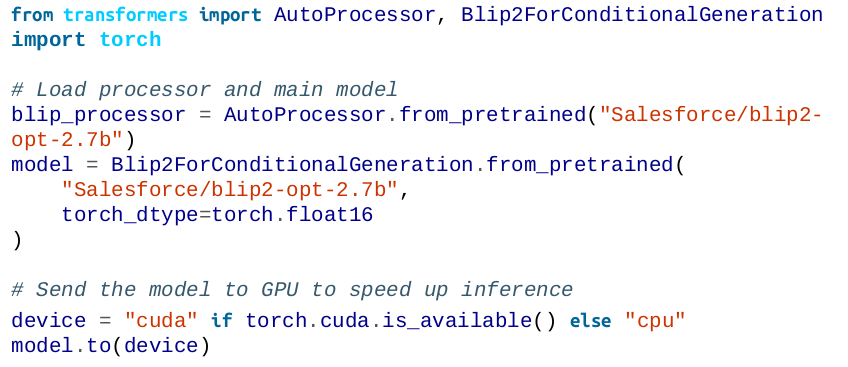 from transformers import AutoProcessor, Blip2ForConditionalGeneration
import torch

# Load processor and main model
blip_processor = AutoProcessor.from_pretrained("Salesforce/blip2-
opt-2.7b")
model = Blip2ForConditionalGeneration.from_pretrained(
    "Salesforce/blip2-opt-2.7b",
    torch_dtype=torch.float16
)

# Send the model to GPU to speed up inference
device = "cuda" if torch.cuda.is_available() else "cpu"
model.to(device)